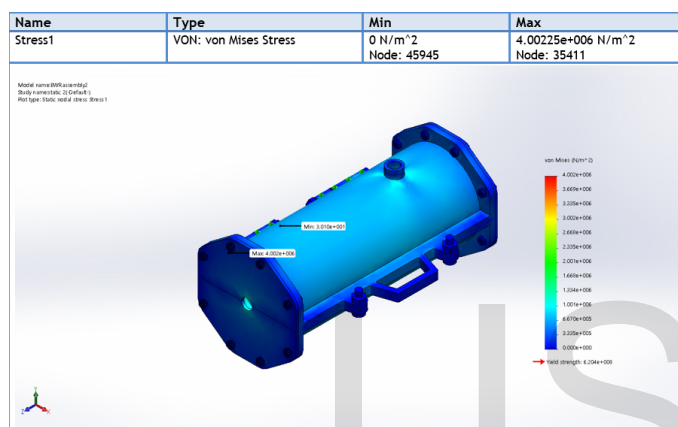 Name Type Min Max
Stress1 VON: von Mises Stress 0 N/m^2 4.00225e+006 N/m^2
Node: 45945 Node: 35411
Model name:BWRassembly2
Study name:static 2(-Default-)
Plot type: Static nodal stress Stress1
von Mises (N/m^2)
4.002e+006
3.669e+006
3.335e+006
3.002e+006
2.668e+006
2.335e+006
2.001e+006
1.668e+006
1.334e+006
1.001e+006
6.670e+005
3.335e+005
0.000e+000
Yield strength: 6.204e+008
Min: 3.010e+001
Max: 4.002e+006
Y
Z
X